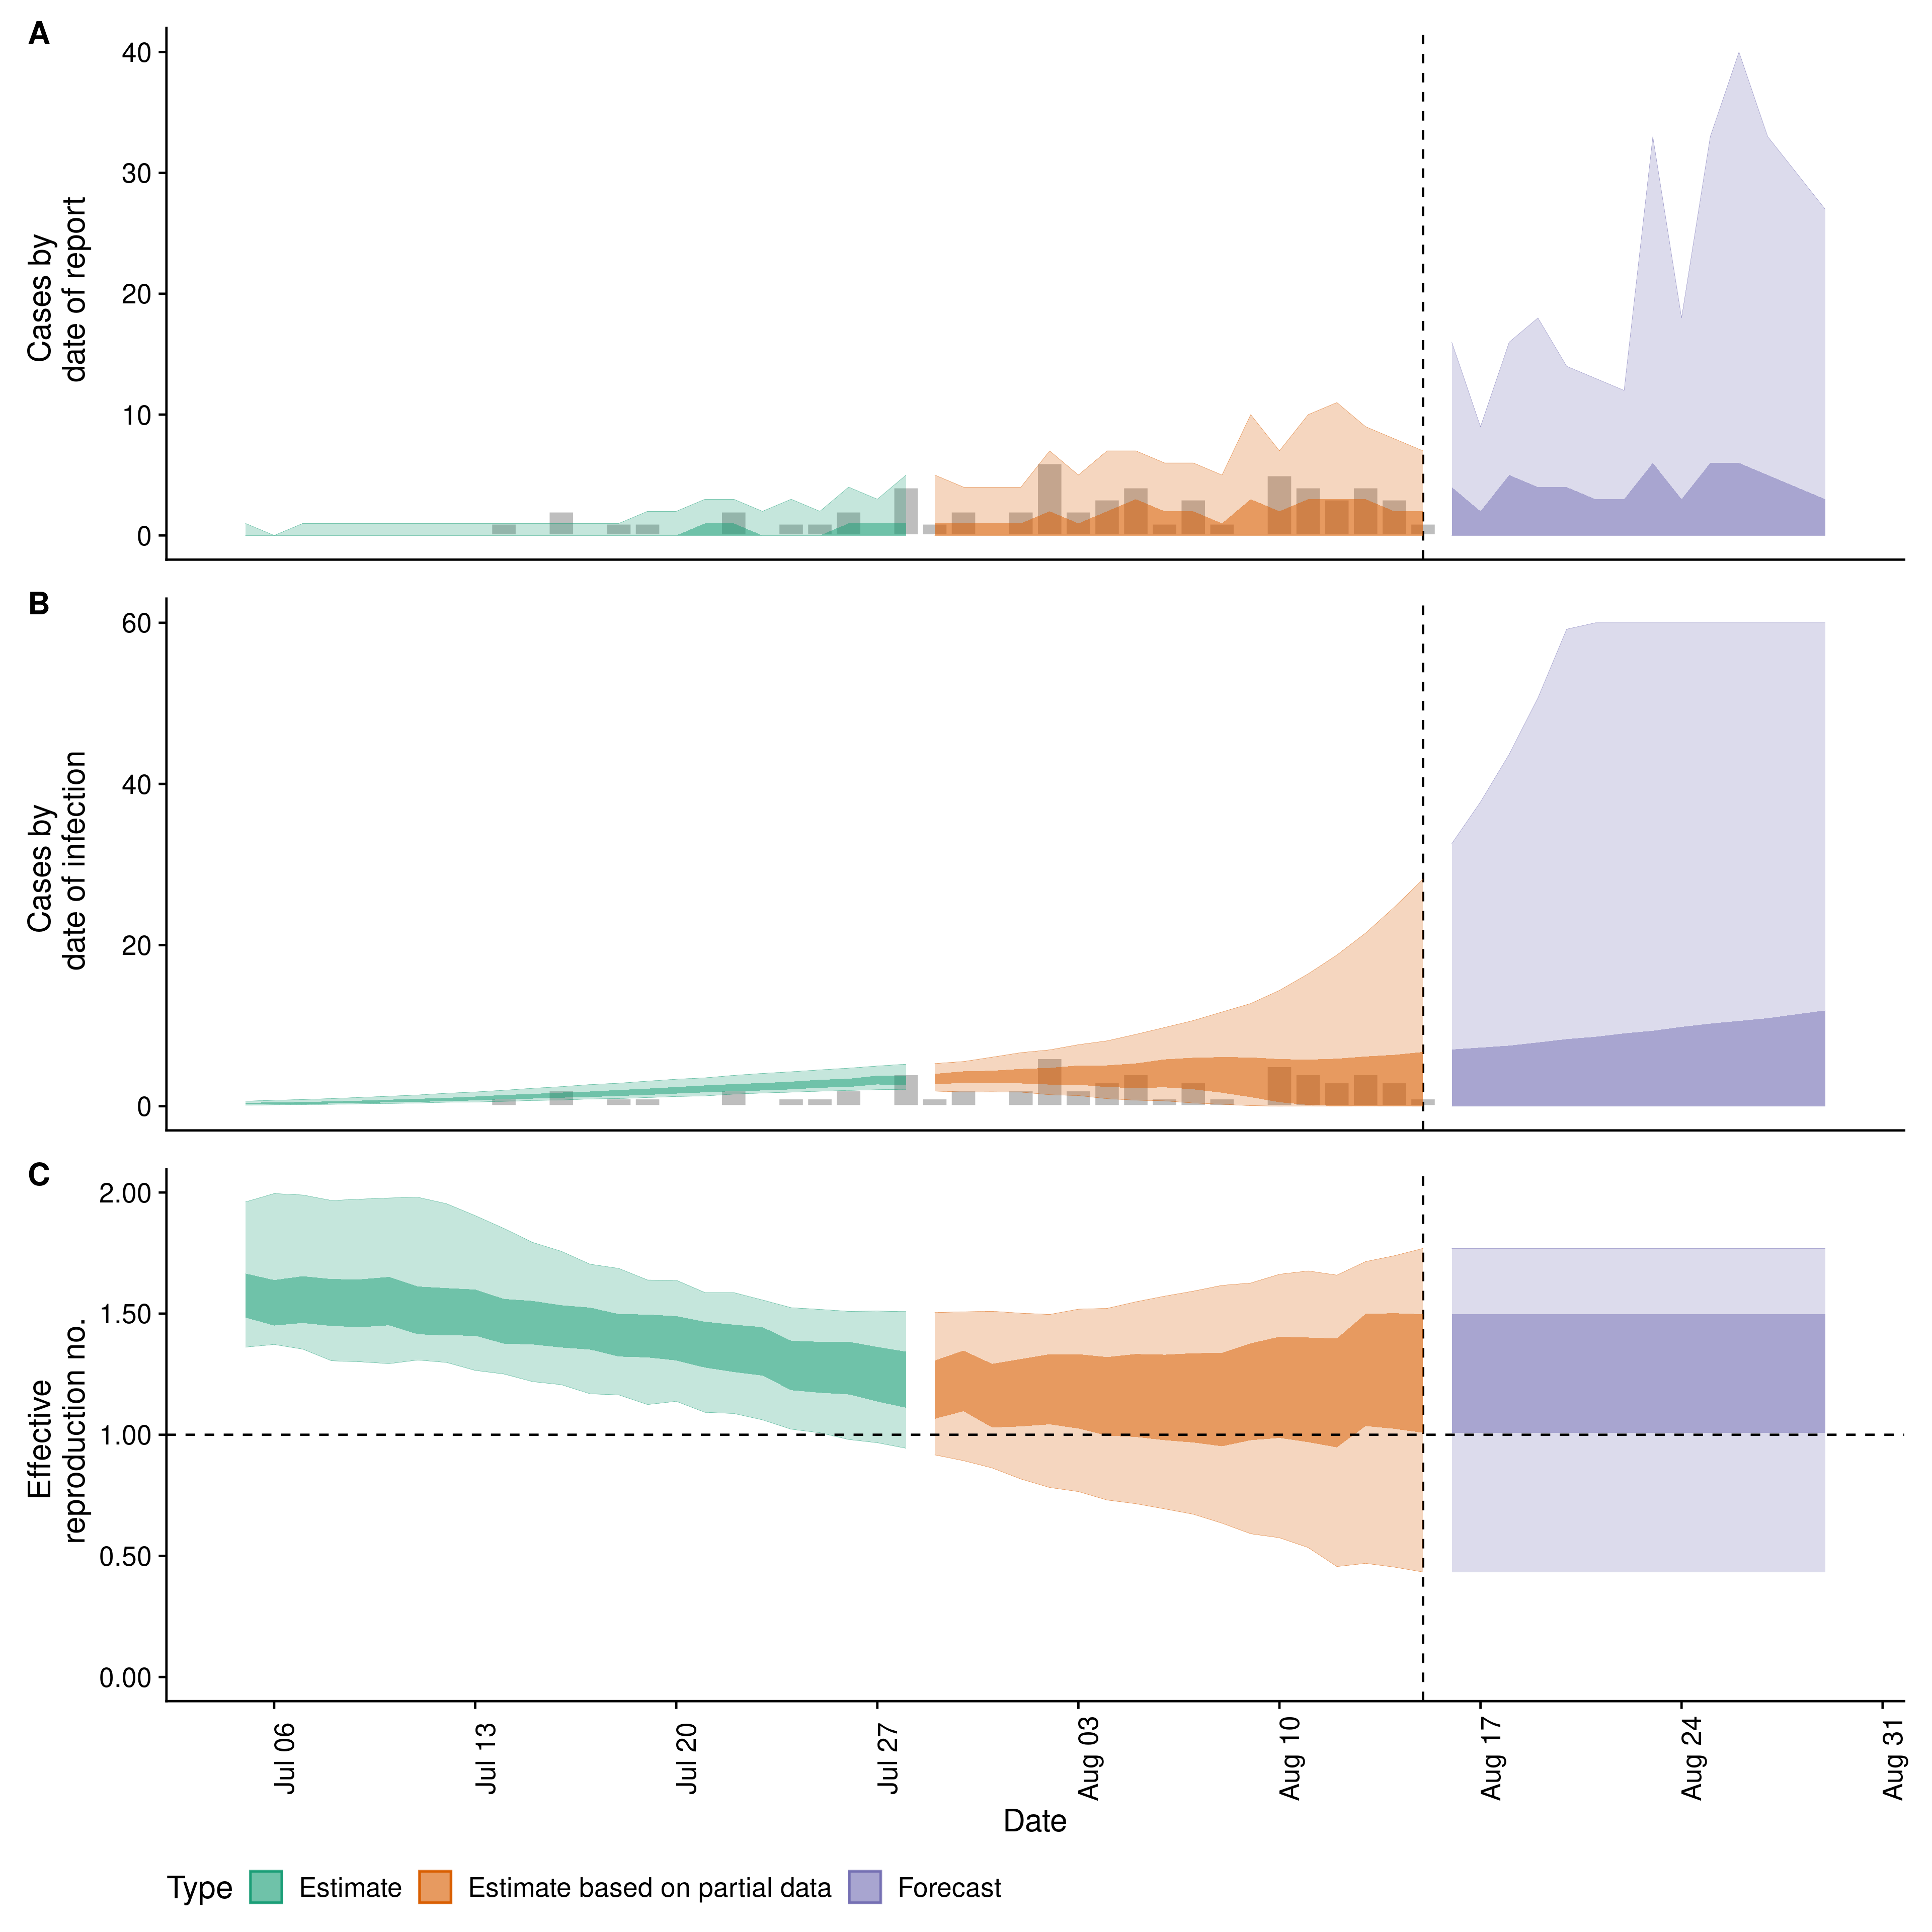 A
40
30
20
10
0
Cases by
date of report
B
60
40
20
0
Cases by
date of infection
C
2.00
1.50
1.00
0.50
0.00
Effective
reproduction no.
Jul 06
Jul 13
Jul 20
Jul 27
Aug 03
Aug 10
Aug 17
Aug 24
Aug 31
Date
Type Estimate Estimate based on partial data Forecast